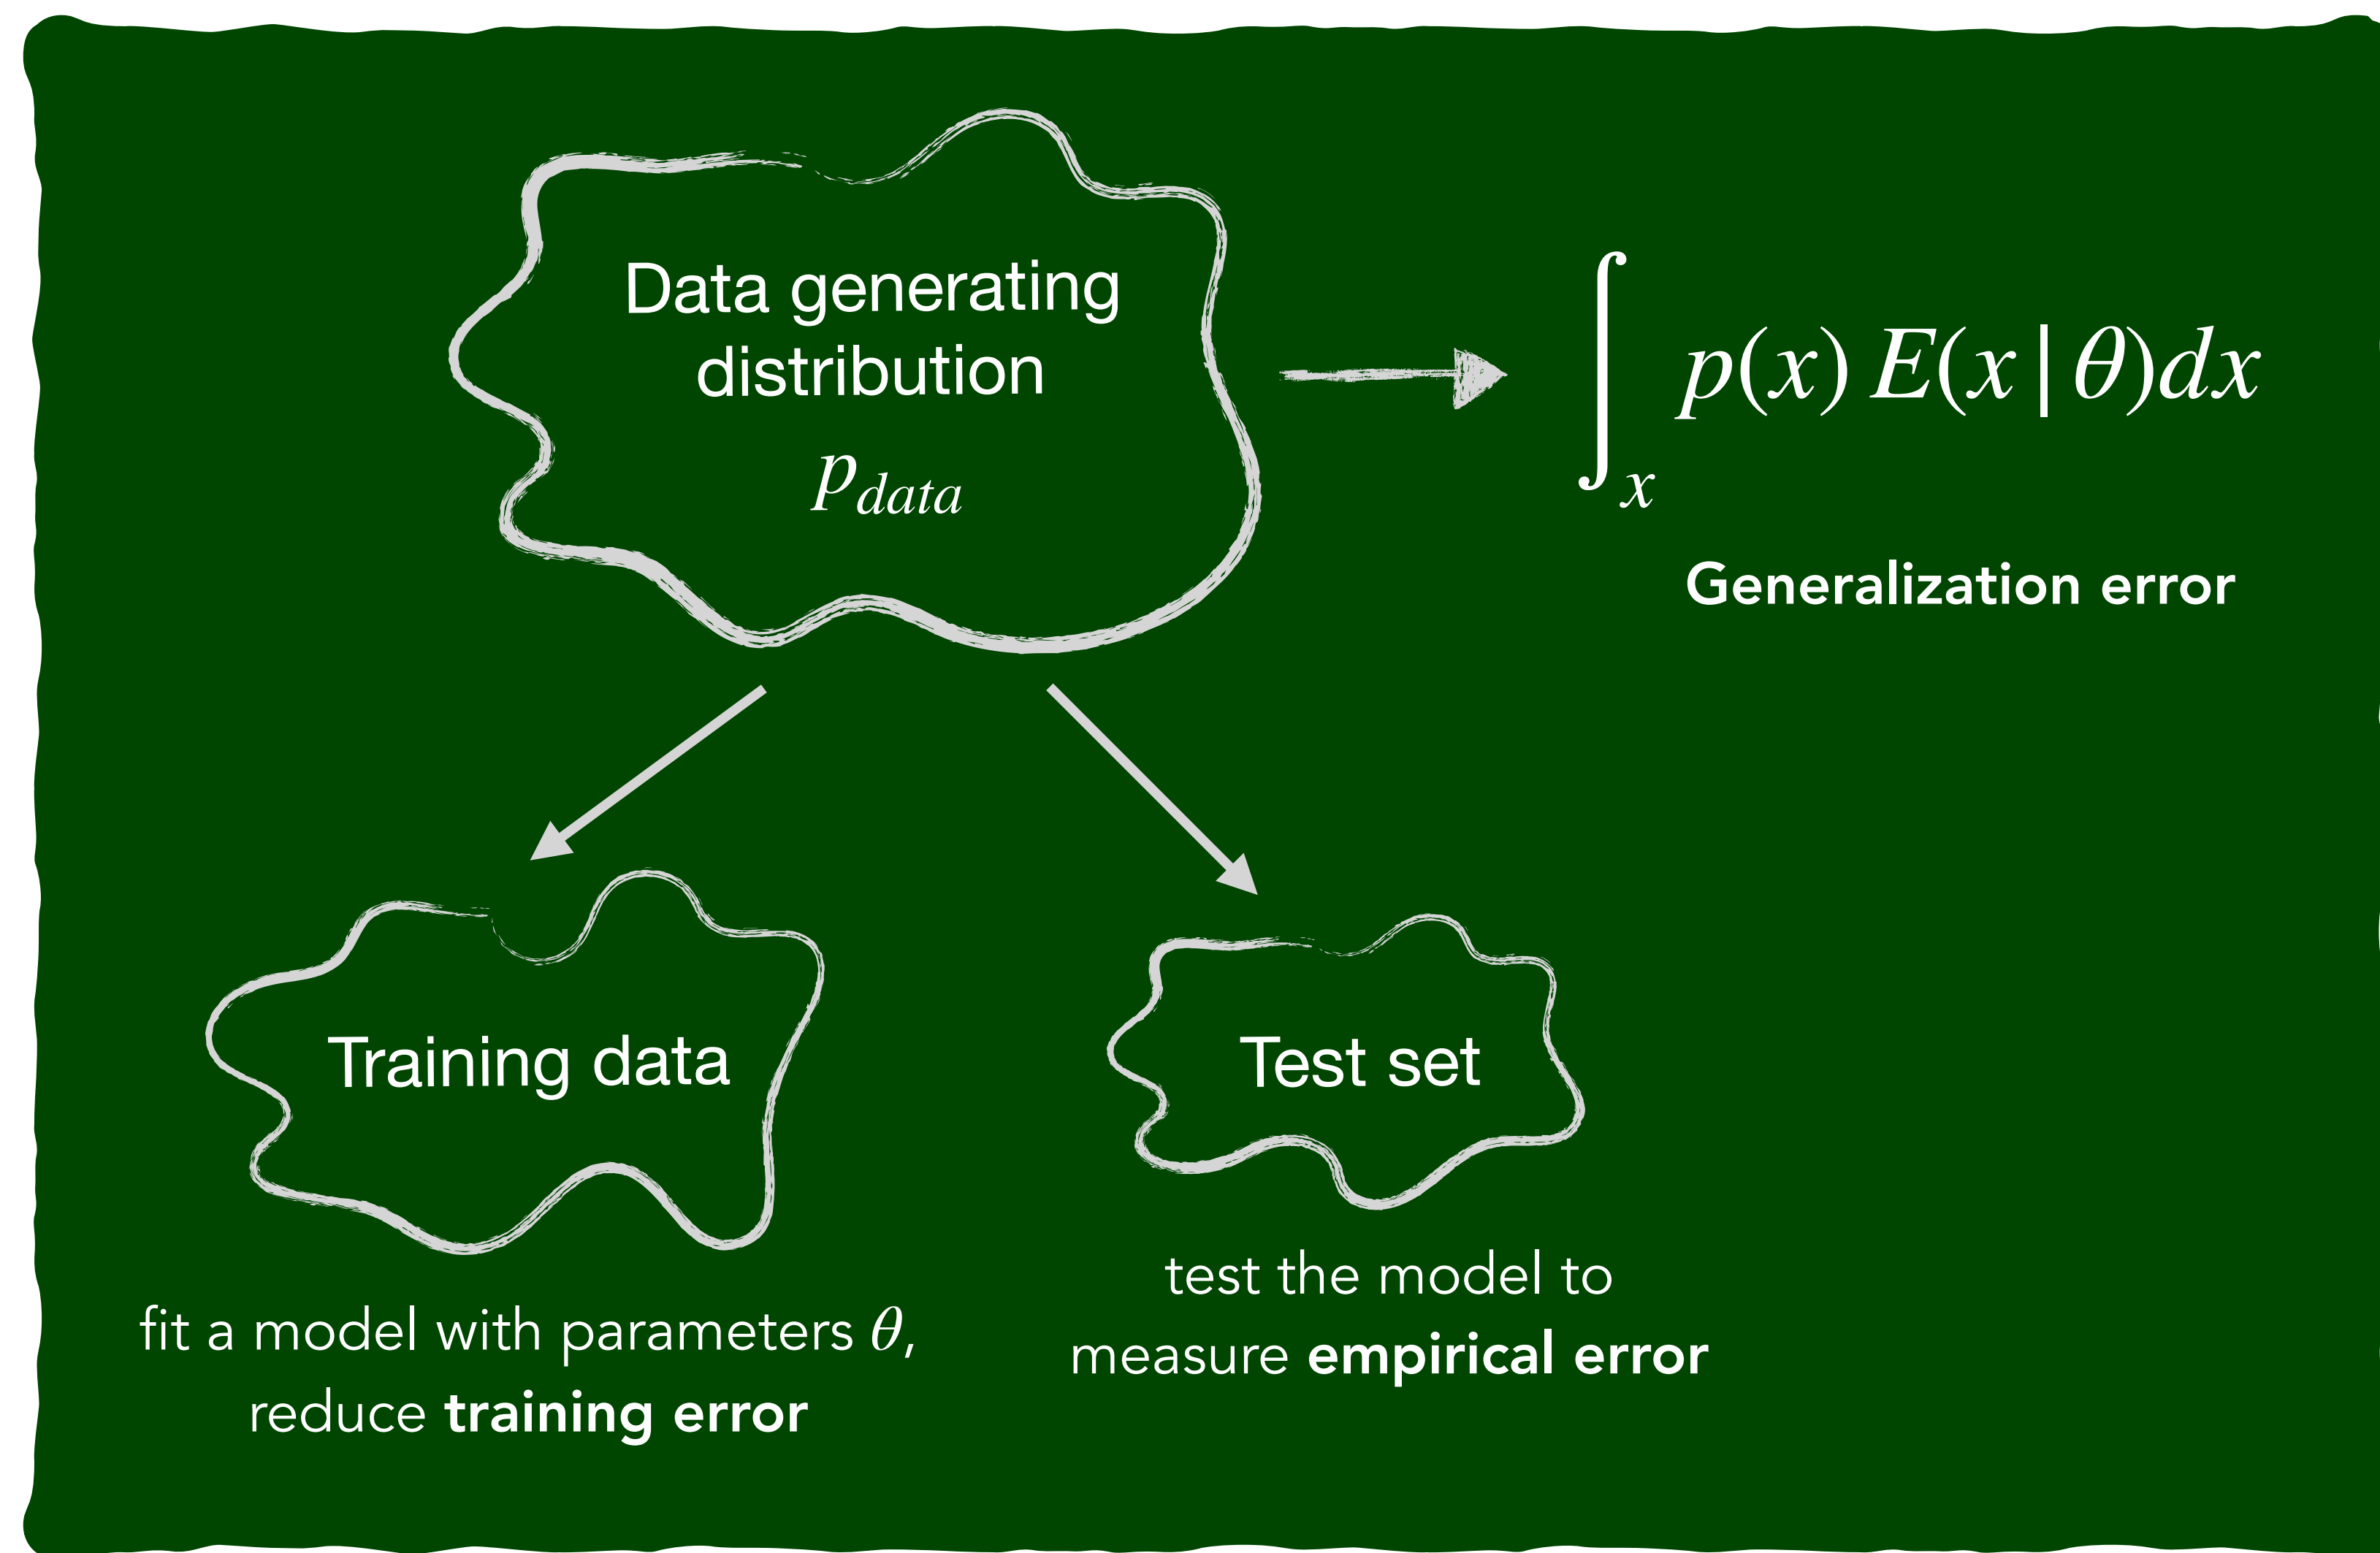 Data generating
distribution
p_data
∫_x p(x) E(x | θ)dx
Generalization error
Training data
Test set
fit a model with parameters θ,
reduce training error
test the model to
measure empirical error